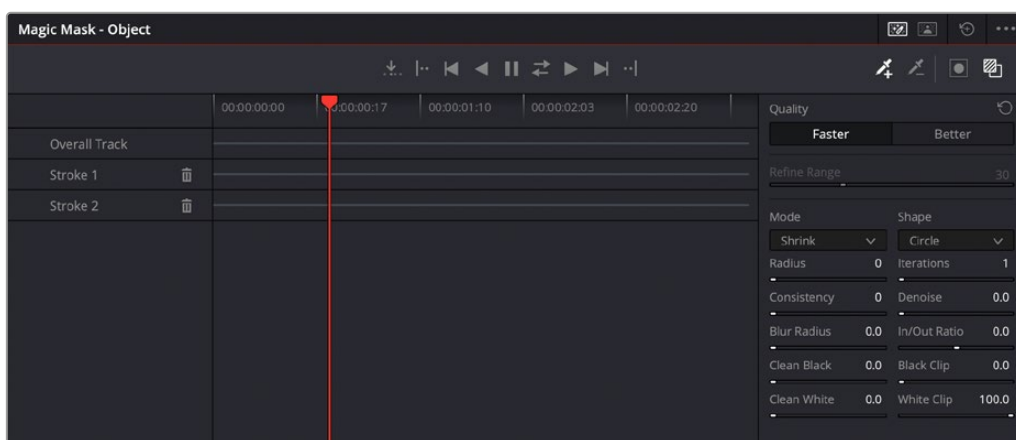 Magic Mask - Object
00:00:00:00 00:00:00:17 00:00:01:10 00:00:02:03 00:00:02:20
Overall Track
Stroke 1
Stroke 2
Quality
Faster Better
Refine Range 30
Mode Shape
Shrink Circle
Radius 0 Iterations 1
Consistency 0 Denoise 0.0
Blur Radius 0.0 In/Out Ratio 0.0
Clean Black 0.0 Black Clip 0.0
Clean White 0.0 White Clip 100.0